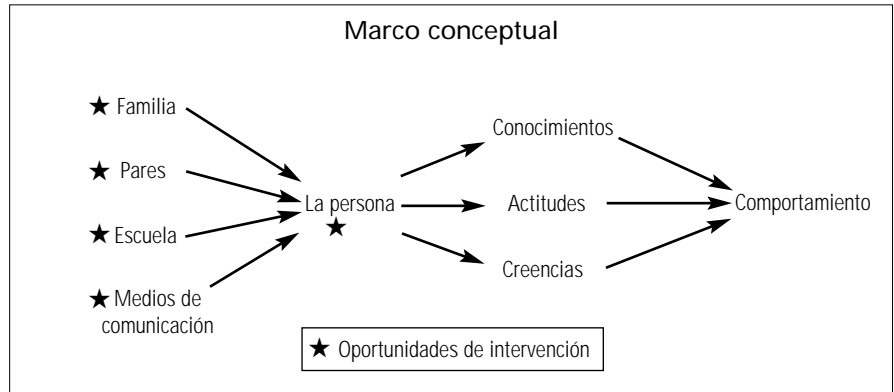 Marco conceptual
★ Familia
★ Pares
★ Escuela
★ Medios de
comunicación
La persona
★
Conocimientos
Actitudes
Creencias
Comportamiento
★ Oportunidades de intervención